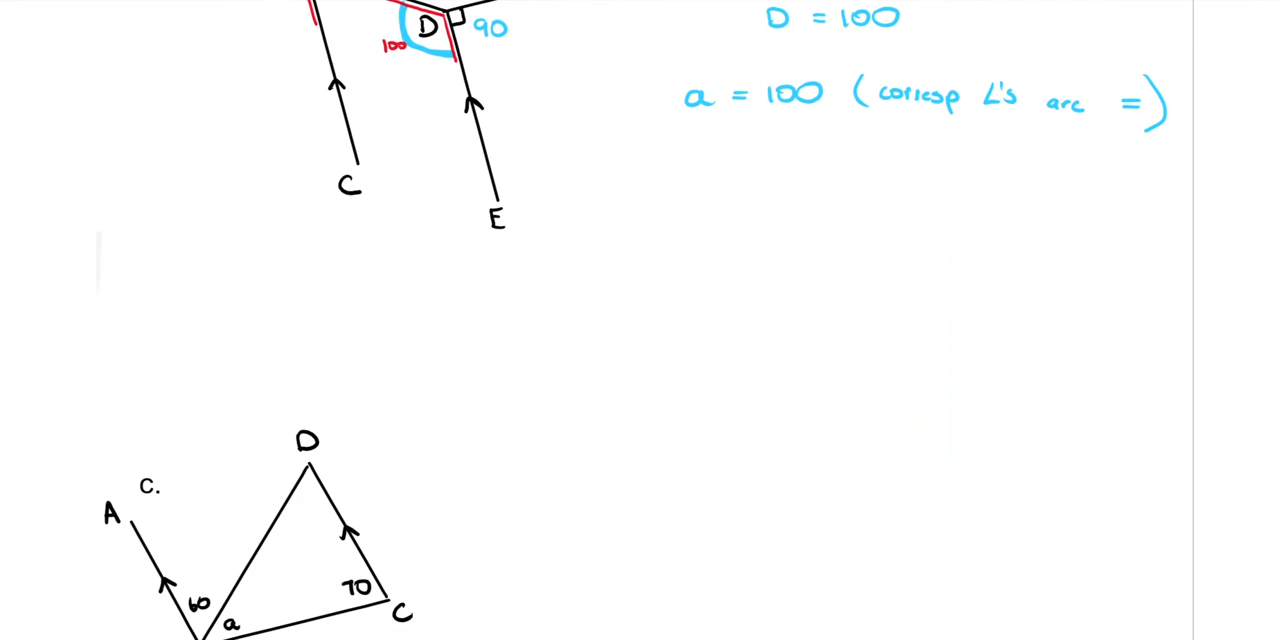 D = 100
D 90
100
a = 100 (corresp L's are =)
C
E
D
c.
A
70
60
C
a